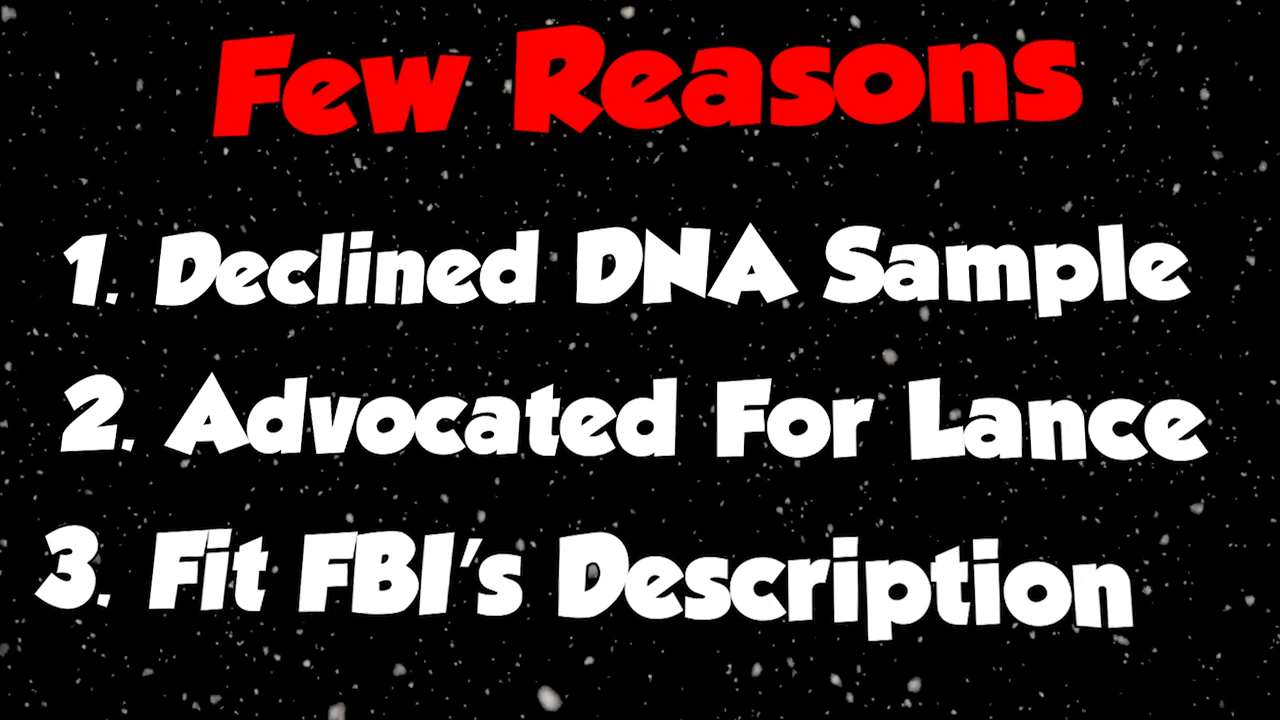 Few Reasons
1. Declined DNA Sample
2. Advocated For Lance
3. Fit FBI's Description